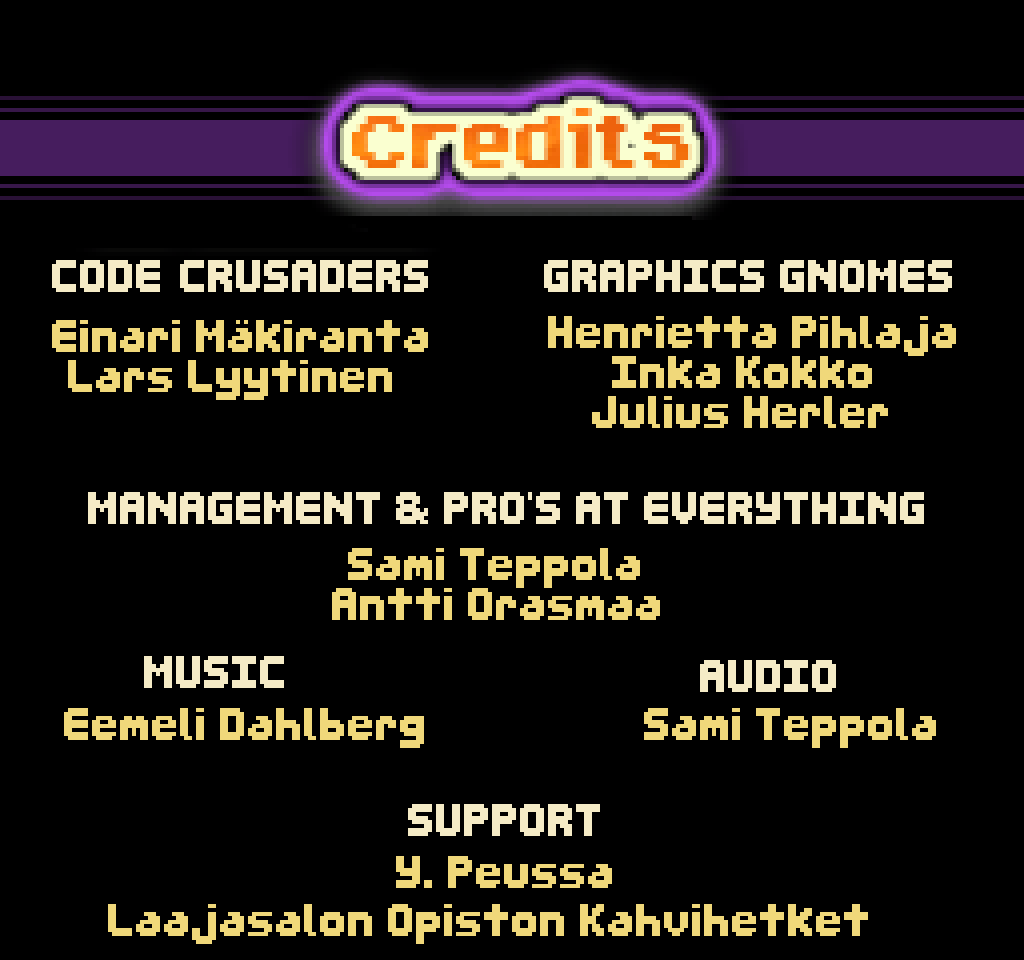 Credits
CODE CRUSADERS
Einari Mäkiranta
Lars Lyytinen
GRAPHICS GNOMES
Henrietta Pihlaja
Inka Kokko
Julius Herler
MANAGEMENT & PRO'S AT EVERYTHING
Sami Teppola
Antti Orasmaa
MUSIC
Eemeli Dahlberg
AUDIO
Sami Teppola
SUPPORT
Y. Peussa
Laajasalon Opiston Kahvihetket